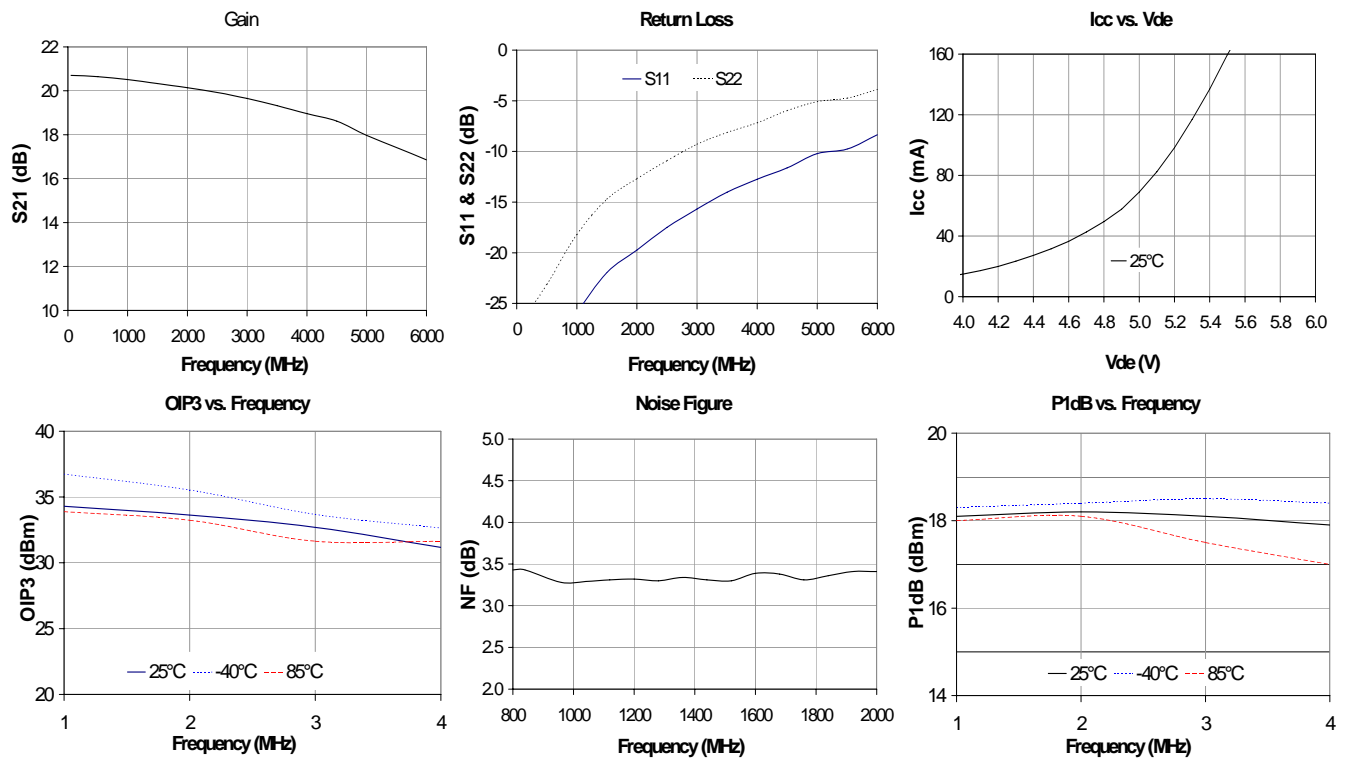 Gain
S21 (dB)
22
20
18
16
14
12
10
0 1000 2000 3000 4000 5000 6000
Frequency (MHz)
Return Loss
S11 & S22 (dB)
0
-5
-10
-15
-20
-25
S11 S22
0 1000 2000 3000 4000 5000 6000
Frequency (MHz)
Icc vs. Vde
Icc (mA)
160
120
80
40
0
25°C
4.0 4.2 4.4 4.6 4.8 5.0 5.2 5.4 5.6 5.8 6.0
Vde (V)
OIP3 vs. Frequency
OIP3 (dBm)
40
35
30
25
20
25°C -40°C 85°C
1 2 3 4
Frequency (MHz)
Noise Figure
NF (dB)
5.0
4.5
4.0
3.5
3.0
2.5
2.0
800 1000 1200 1400 1600 1800 2000
Frequency (MHz)
P1dB vs. Frequency
P1dB (dBm)
20
18
16
14
25°C -40°C 85°C
1 2 3 4
Frequency (MHz)